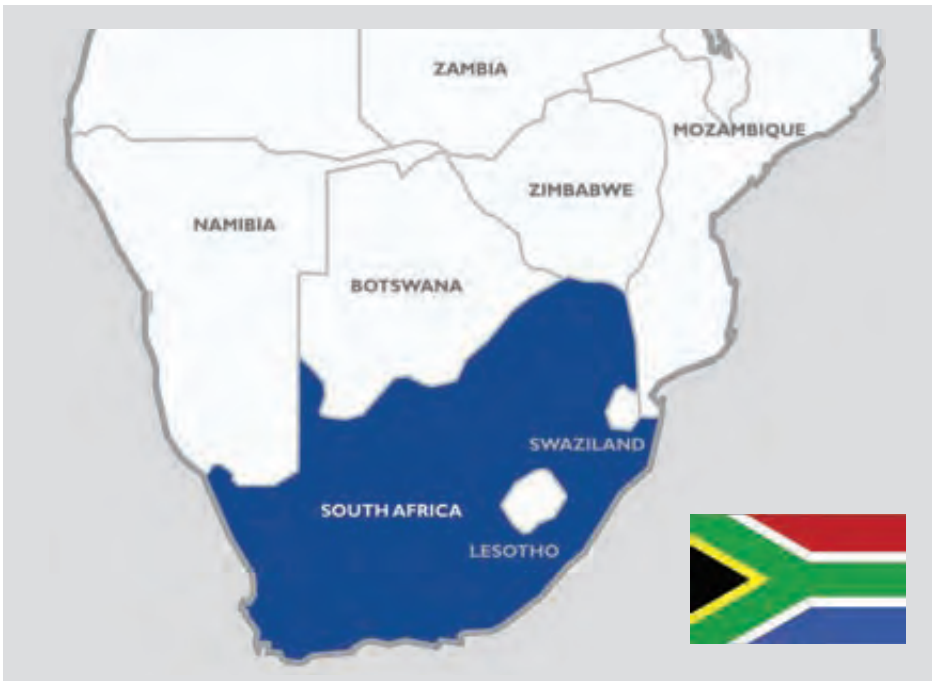 ZAMBIA
MOZAMBIQUE
ZIMBABWE
NAMIBIA
BOTSWANA
SWAZILAND
SOUTH AFRICA
LESOTHO